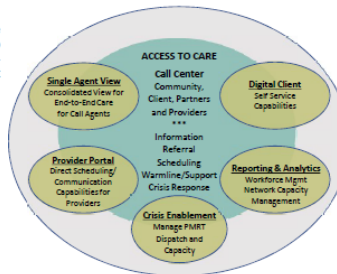 ACCESS TO CARE
Call Center
Community,
Client, Partners
and Providers
***
Information
Referral
Scheduling
Warmline/Support
Crisis Response
Single Agent View
Consolidated View for
End-to-End Care
for Call Agents
Digital Client
Self Service
Capabilities
Provider Portal
Direct Scheduling/
Communication
Capabilities for
Providers
Reporting & Analytics
Workforce Mgmt
Network Capacity
Management
Crisis Enablement
Manage PMRT
Dispatch and
Capacity